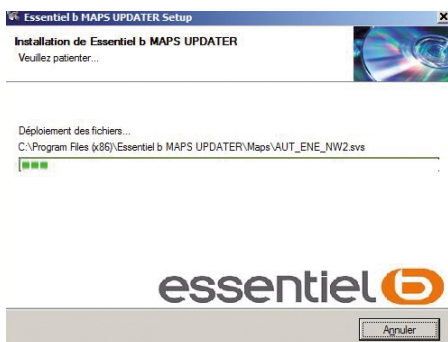 Essentiel b MAPS UPDATER Setup
Installation de Essentiel b MAPS UPDATER
Veuillez patienter...
Déploiement des fichiers...
C:\Program Files (x86)\Essentiel b MAPS UPDATER\Maps\AUT_ENE_NW2.svs
essentiel b
Annuler